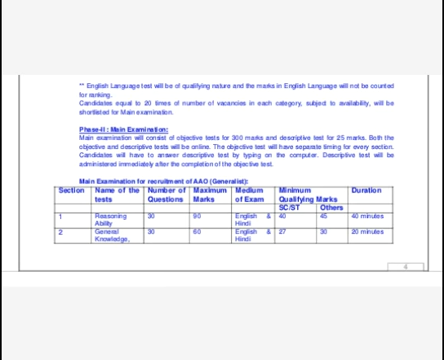 ** English Language test will be of qualifying nature and the marks in English Language will not be counted
for ranking.
Candidates equal to 20 times of number of vacancies in each category, subject to availability, will be
shortlisted for Main examination.
Phase-II : Main Examination:
Main examination will consist of objective tests for 300 marks and descriptive test for 25 marks. Both the
objective and descriptive tests will be online. The objective test will have separate timing for every section.
Candidates will have to answer descriptive test by typing on the computer. Descriptive test will be
administered immediately after the completion of the objective test.
Main Examination for recruitment of AAO (Generalist):
Section Name of the tests Number of Questions Maximum Marks Medium of Exam Minimum Qualifying Marks Duration
SC/ST Others
1 Reasoning Ability 30 90 English & Hindi 40 45 40 minutes
2 General Knowledge, 30 60 English & Hindi 27 30 20 minutes
4